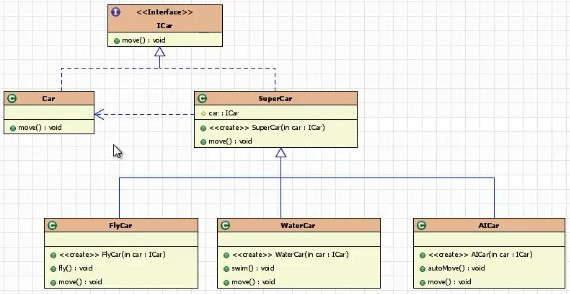 <<Interface>>
ICar
move() : void
Car
move() : void
SuperCar
car : ICar
<<create>> SuperCar(in car : ICar)
move() : void
FlyCar
<<create>> FlyCar(in car : ICar)
fly() : void
move() : void
WaterCar
<<create>> WaterCar(in car : ICar)
swim() : void
move() : void
AICar
<<create>> AICar(in car : ICar)
autoMove() : void
move() : void